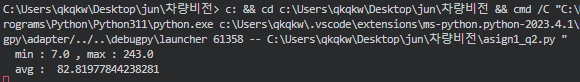 PS C:\Users\qkqkw\Desktop\jun\차량비전> c: && cd c:\Users\qkqkw\Desktop\jun\차량비전 && cmd /C "C:\
rograms\Python\Python311\python.exe c:\Users\qkqkw\.vscode\extensions\ms-python.python-2023.4.1\
gpy\adapter/../..\debugpy\launcher 61358 -- C:\Users\qkqkw\Desktop\jun\차량비전\asign1_q2.py "
min : 7.0 , max : 243.0
avg : 82.81977844238281